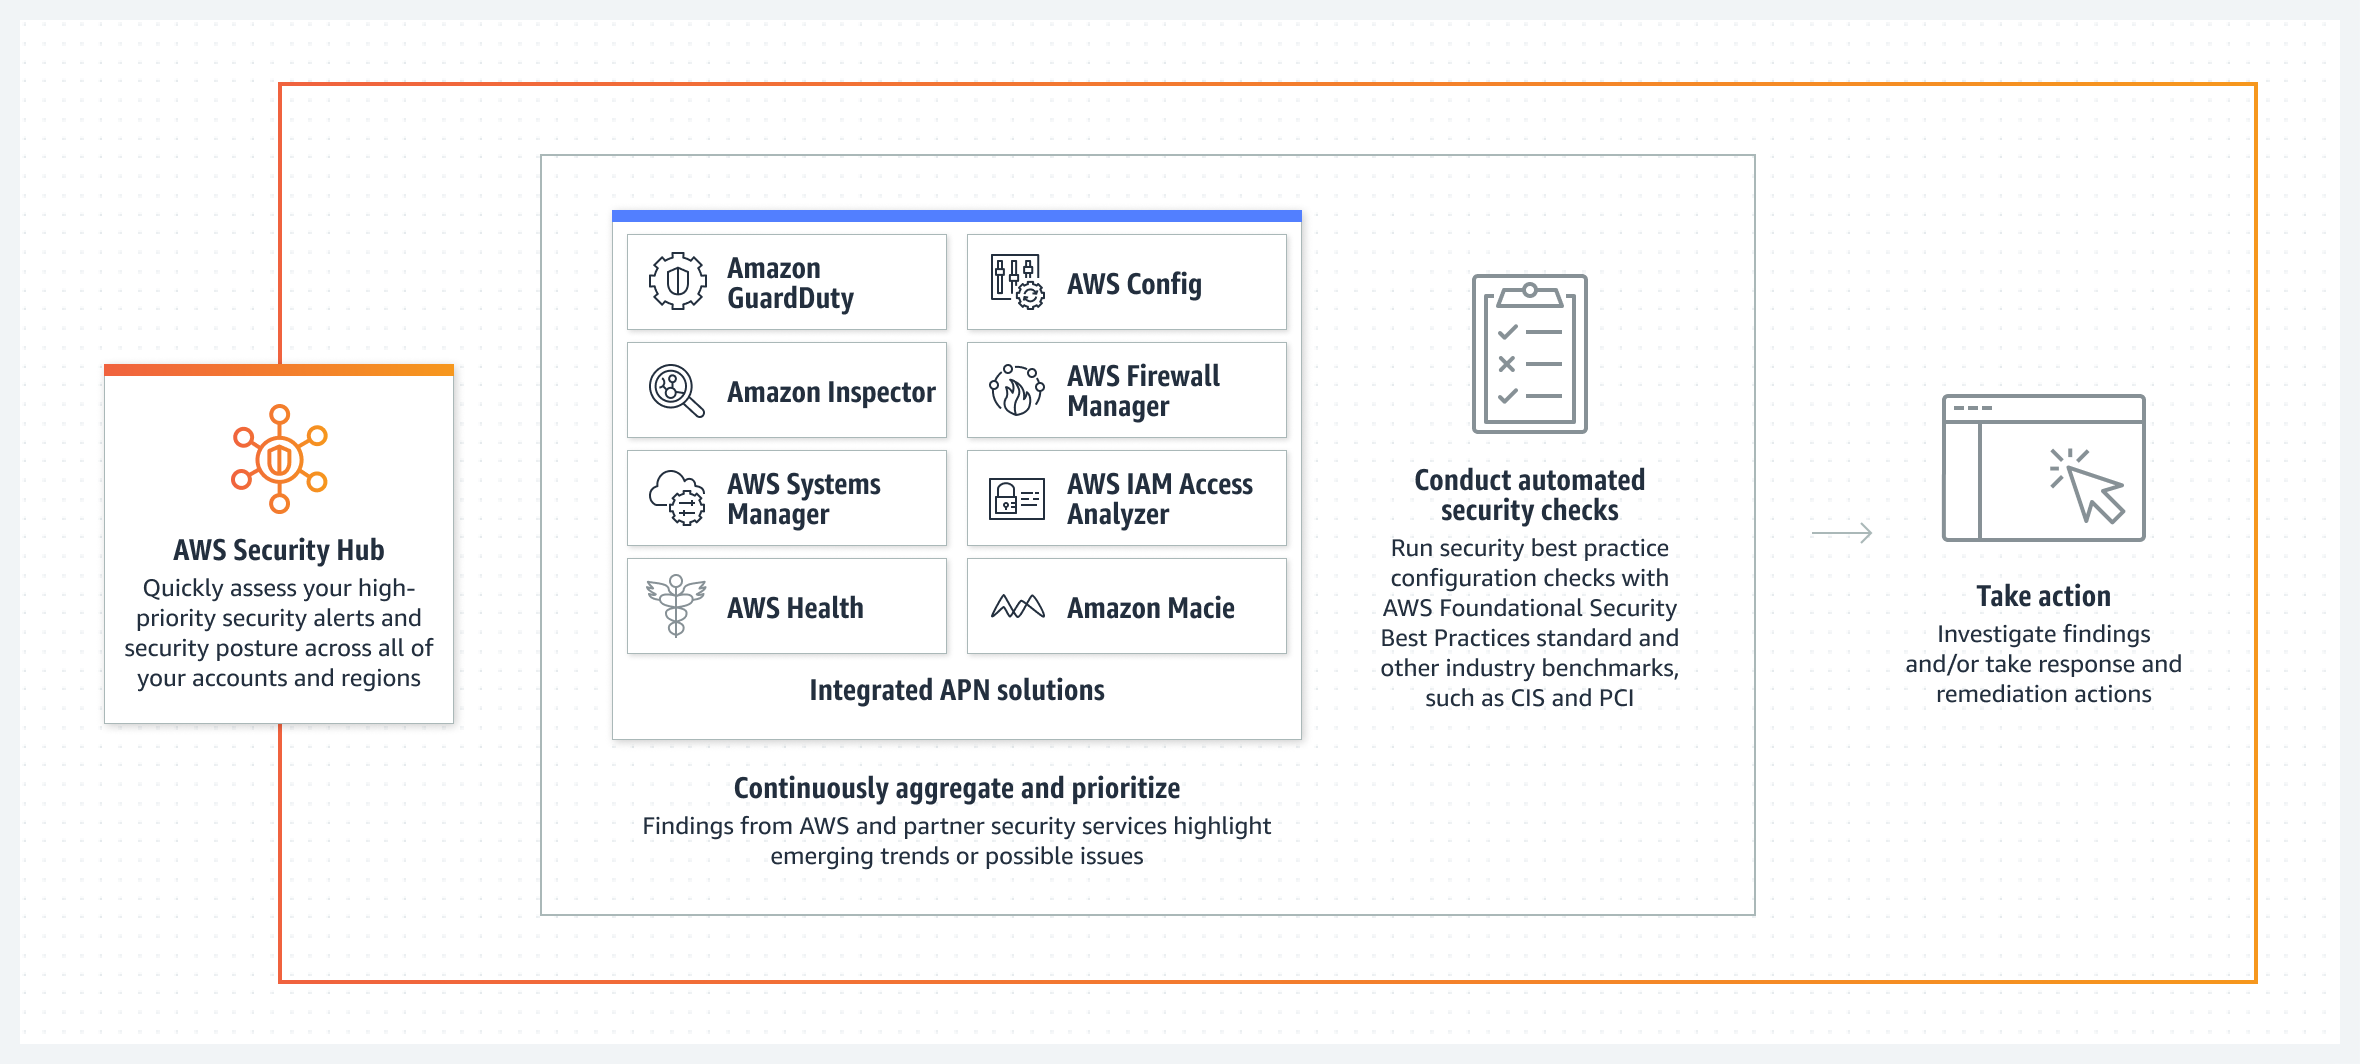 AWS Security Hub
Quickly assess your high-
priority security alerts and
security posture across all of
your accounts and regions
Amazon
GuardDuty
AWS Config
Amazon Inspector
AWS Firewall
Manager
AWS Systems
Manager
AWS IAM Access
Analyzer
AWS Health
Amazon Macie
Integrated APN solutions
Continuously aggregate and prioritize
Findings from AWS and partner security services highlight
emerging trends or possible issues
Conduct automated
security checks
Run security best practice
configuration checks with
AWS Foundational Security
Best Practices standard and
other industry benchmarks,
such as CIS and PCI
Take action
Investigate findings
and/or take response and
remediation actions